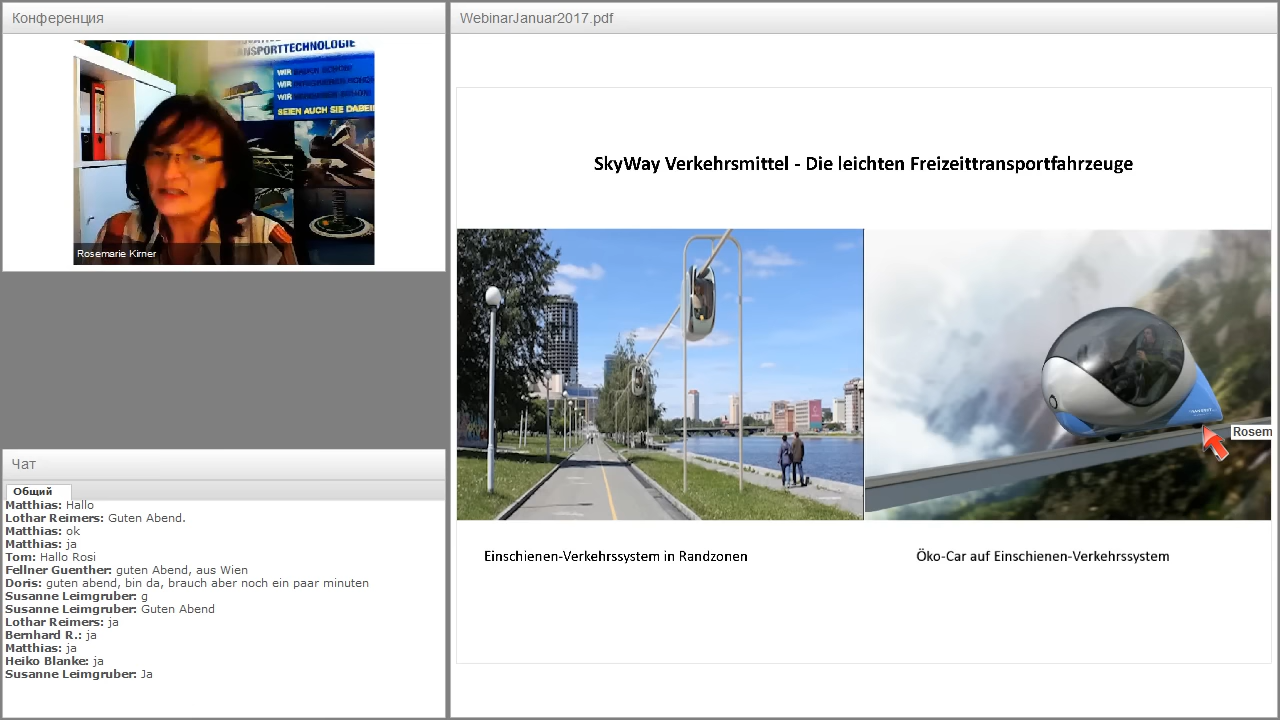 Конференция
TRANSPORTTECHNOLOGIE
WIR
WIR
WIR
SEIEN AUCH SIE DABEI
Rosemarie Kirner
Чат
Общий
Matthias: Hallo
Lothar Reimers: Guten Abend.
Matthias: ok
Matthias: ja
Tom: Hallo Rosi
Fellner Guenther: guten Abend, aus Wien
Doris: guten abend, bin da, brauch aber noch ein paar minuten
Susanne Leimgruber: g
Susanne Leimgruber: Guten Abend
Lothar Reimers: ja
Bernhard R.: ja
Matthias: ja
Heiko Blanke: ja
Susanne Leimgruber: Ja
WebinarJanuar2017.pdf
SkyWay Verkehrsmittel - Die leichten Freizeittransportfahrzeuge
Rosem
Einschienen-Verkehrssystem in Randzonen
Öko-Car auf Einschienen-Verkehrssystem